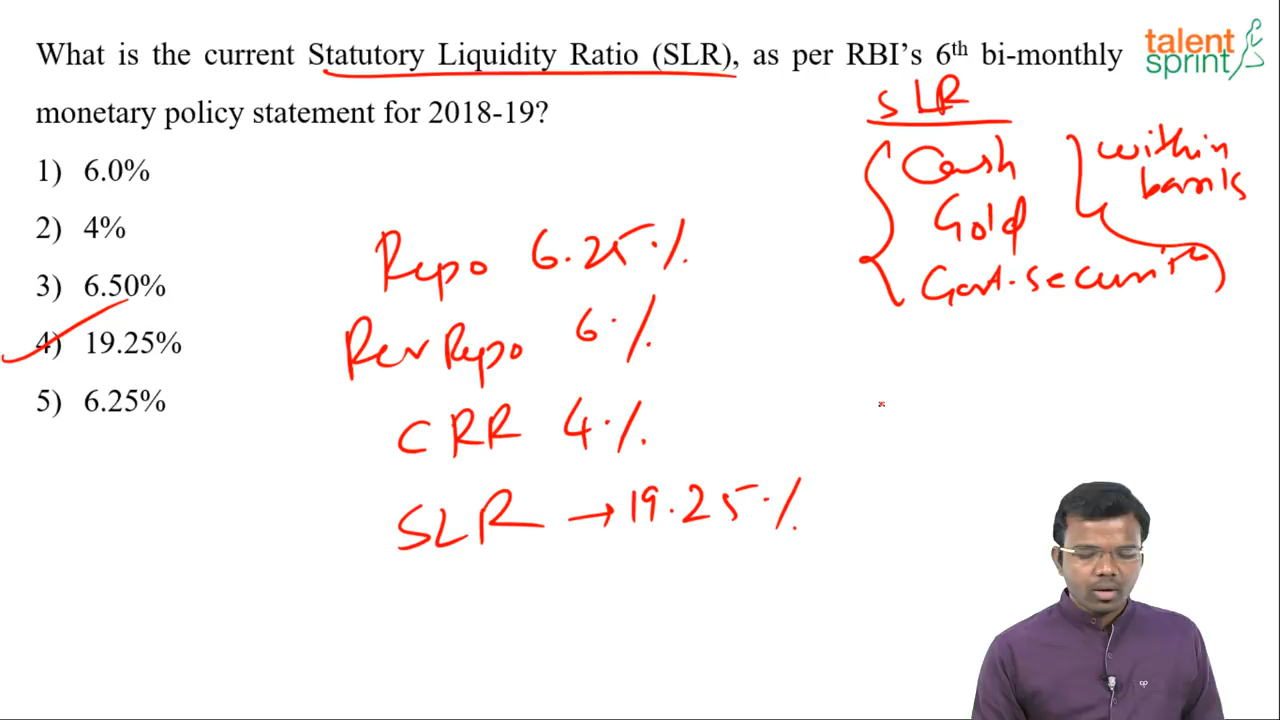 What is the current Statutory Liquidity Ratio (SLR), as per RBI's 6th bi-monthly
monetary policy statement for 2018-19?
1) 6.0%
2) 4%
3) 6.50%
4) 19.25%
5) 6.25%
talent
sprint
SLR
Cash
Gold
Govt. security
within
banks
Repo 6.25%
Rev Repo 6%
CRR 4%
SLR → 19.25%